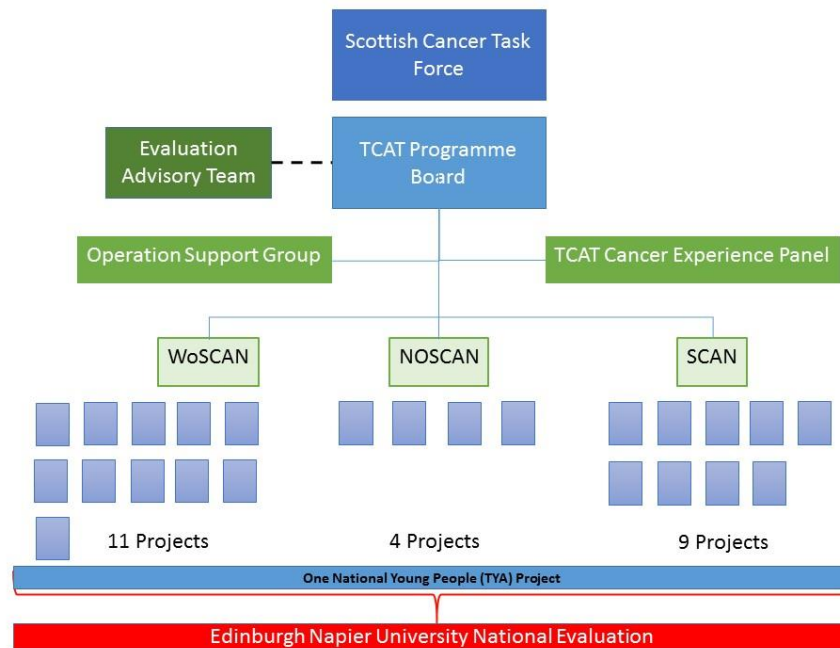 Scottish Cancer Task
Force
Evaluation
Advisory Team
TCAT Programme
Board
Operation Support Group
TCAT Cancer Experience Panel
WoSCAN
NOSCAN
SCAN
11 Projects
4 Projects
9 Projects
One National Young People (TYA) Project
Edinburgh Napier University National Evaluation